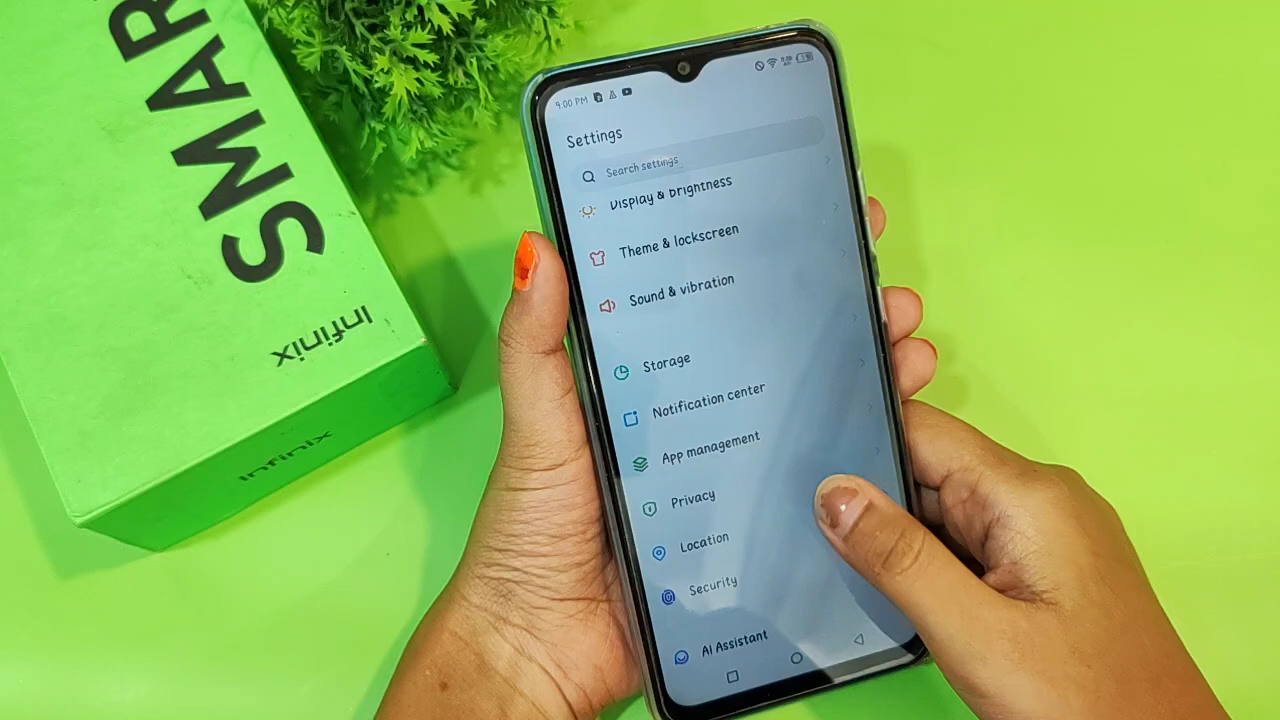 SMAR
Infinix
Infinix
9:00 PM
Settings
Search settings
Display & brightness
Theme & lockscreen
Sound & vibration
Storage
Notification center
App management
Privacy
Location
Security
AI Assistant